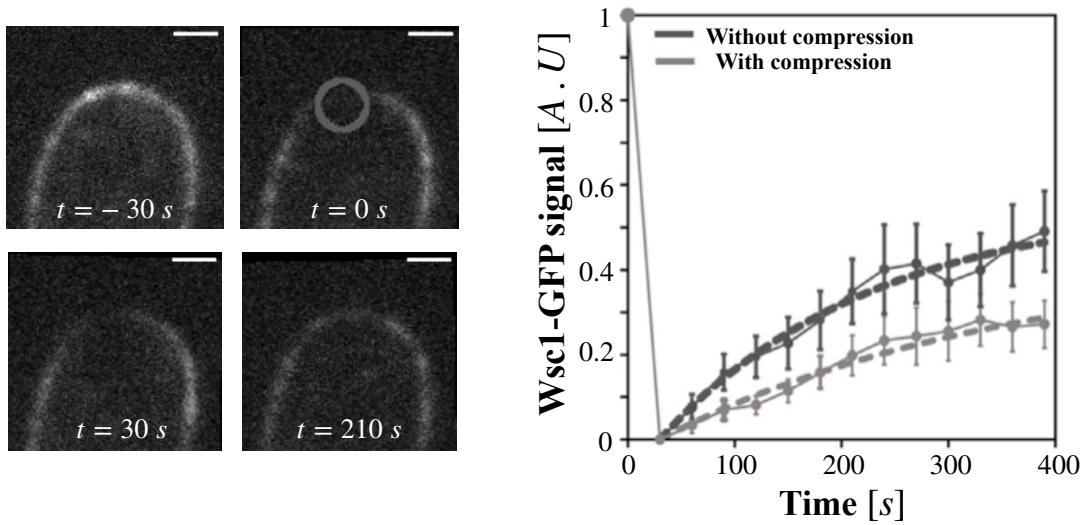 t = − 30 s
t = 0 s
t = 30 s
t = 210 s
Wsc1-GFP signal [A . U]
1
0.8
0.6
0.4
0.2
0
Without compression
With compression
0 100 200 300 400
Time [s]